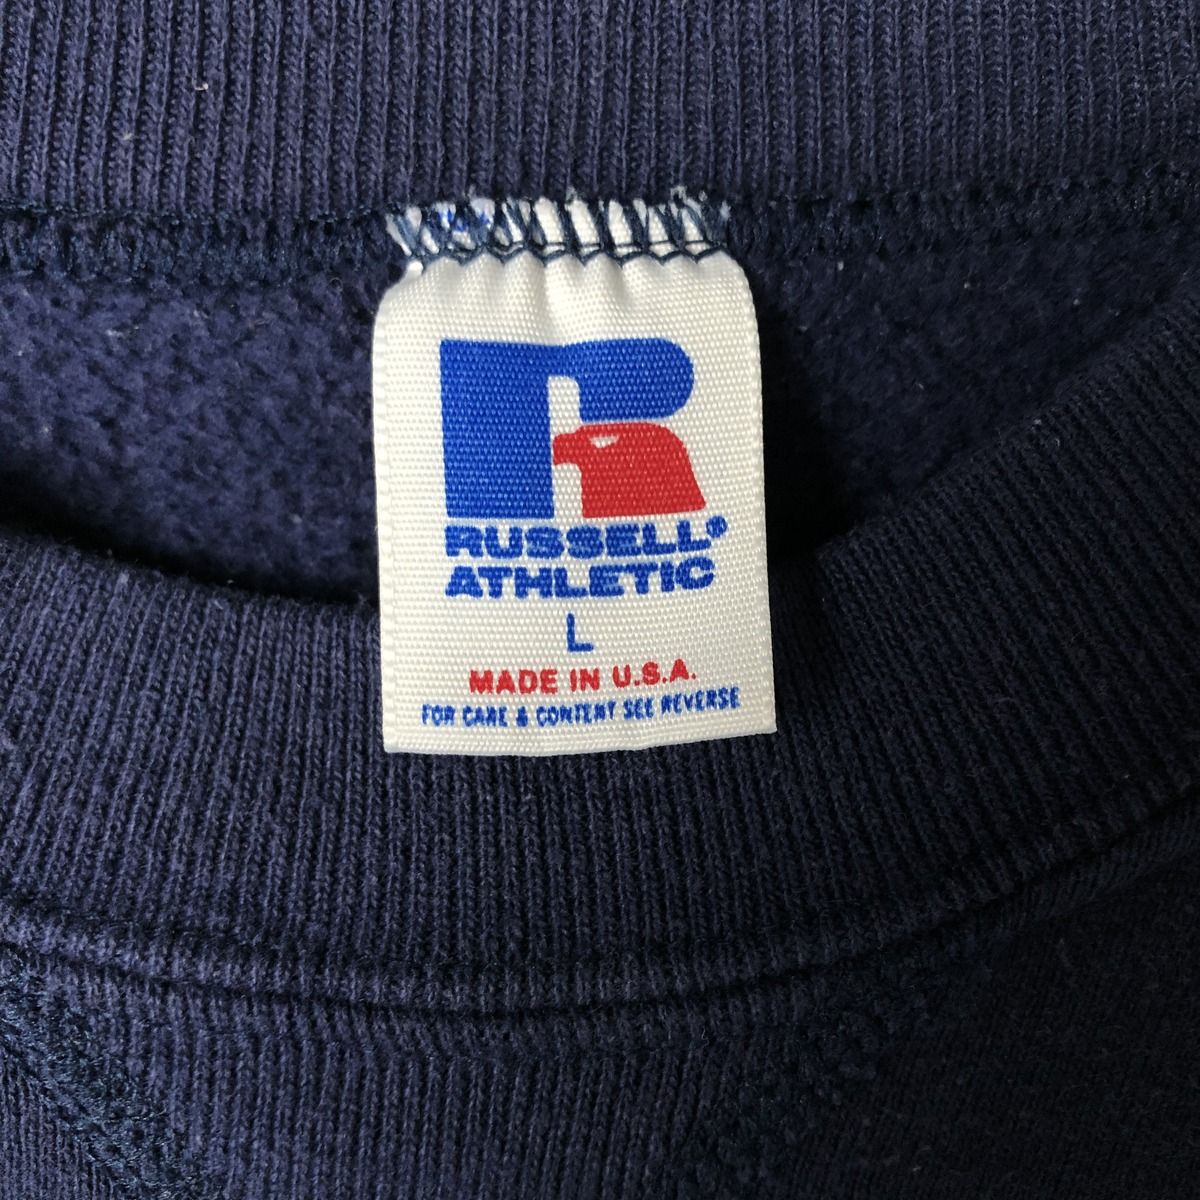 R
RUSSELL®
ATHLETIC
L
MADE IN U.S.A.
FOR CARE & CONTENT SEE REVERSE